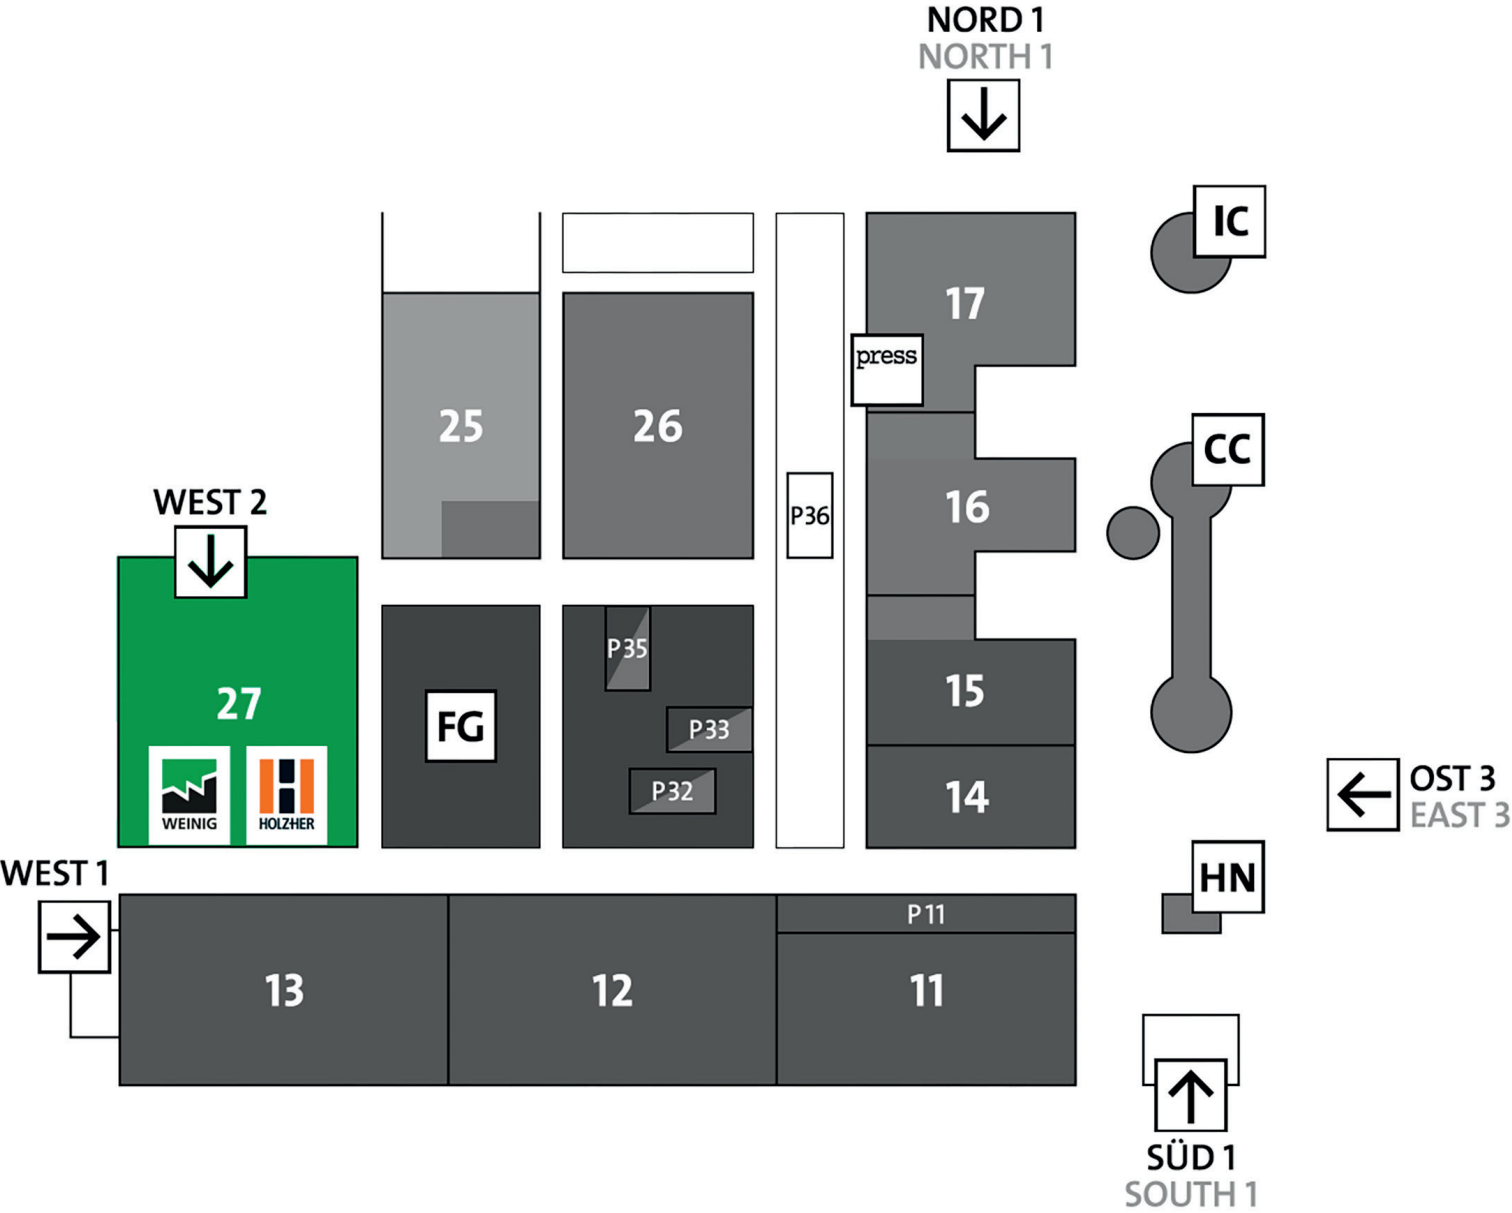 NORD 1
NORTH 1
IC
17
press
25
26
CC
WEST 2
16
P36
P35
27
FG
P33
15
P32
14
WEINIG
HOLZHER
OST 3
EAST 3
WEST 1
HN
P 11
13
12
11
SÜD 1
SOUTH 1